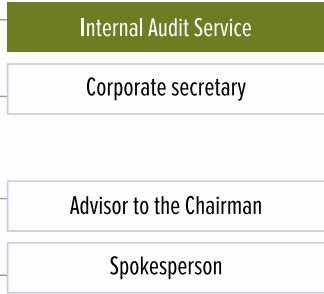 Internal Audit Service
Corporate secretary
Advisor to the Chairman
Spokesperson